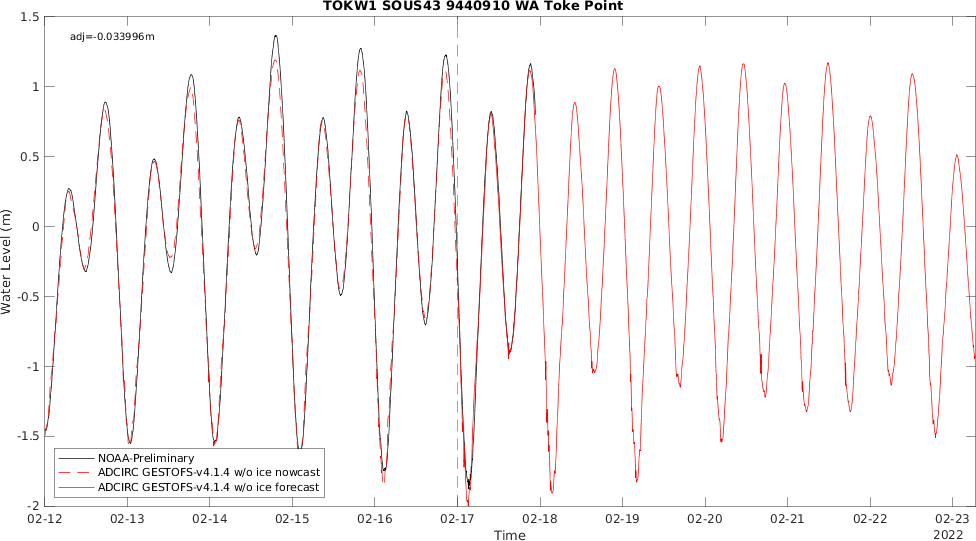 TOKW1 SOUS43 9440910 WA Toke Point
adj=-0.033996m
1.5
1
0.5
0
-0.5
-1
-1.5
-2
Water Level (m)
NOAA-Preliminary
ADCIRC GESTOFS-v4.1.4 w/o ice nowcast
ADCIRC GESTOFS-v4.1.4 w/o ice forecast
02-12 02-13 02-14 02-15 02-16 02-17 02-18 02-19 02-20 02-21 02-22 02-23
Time
2022